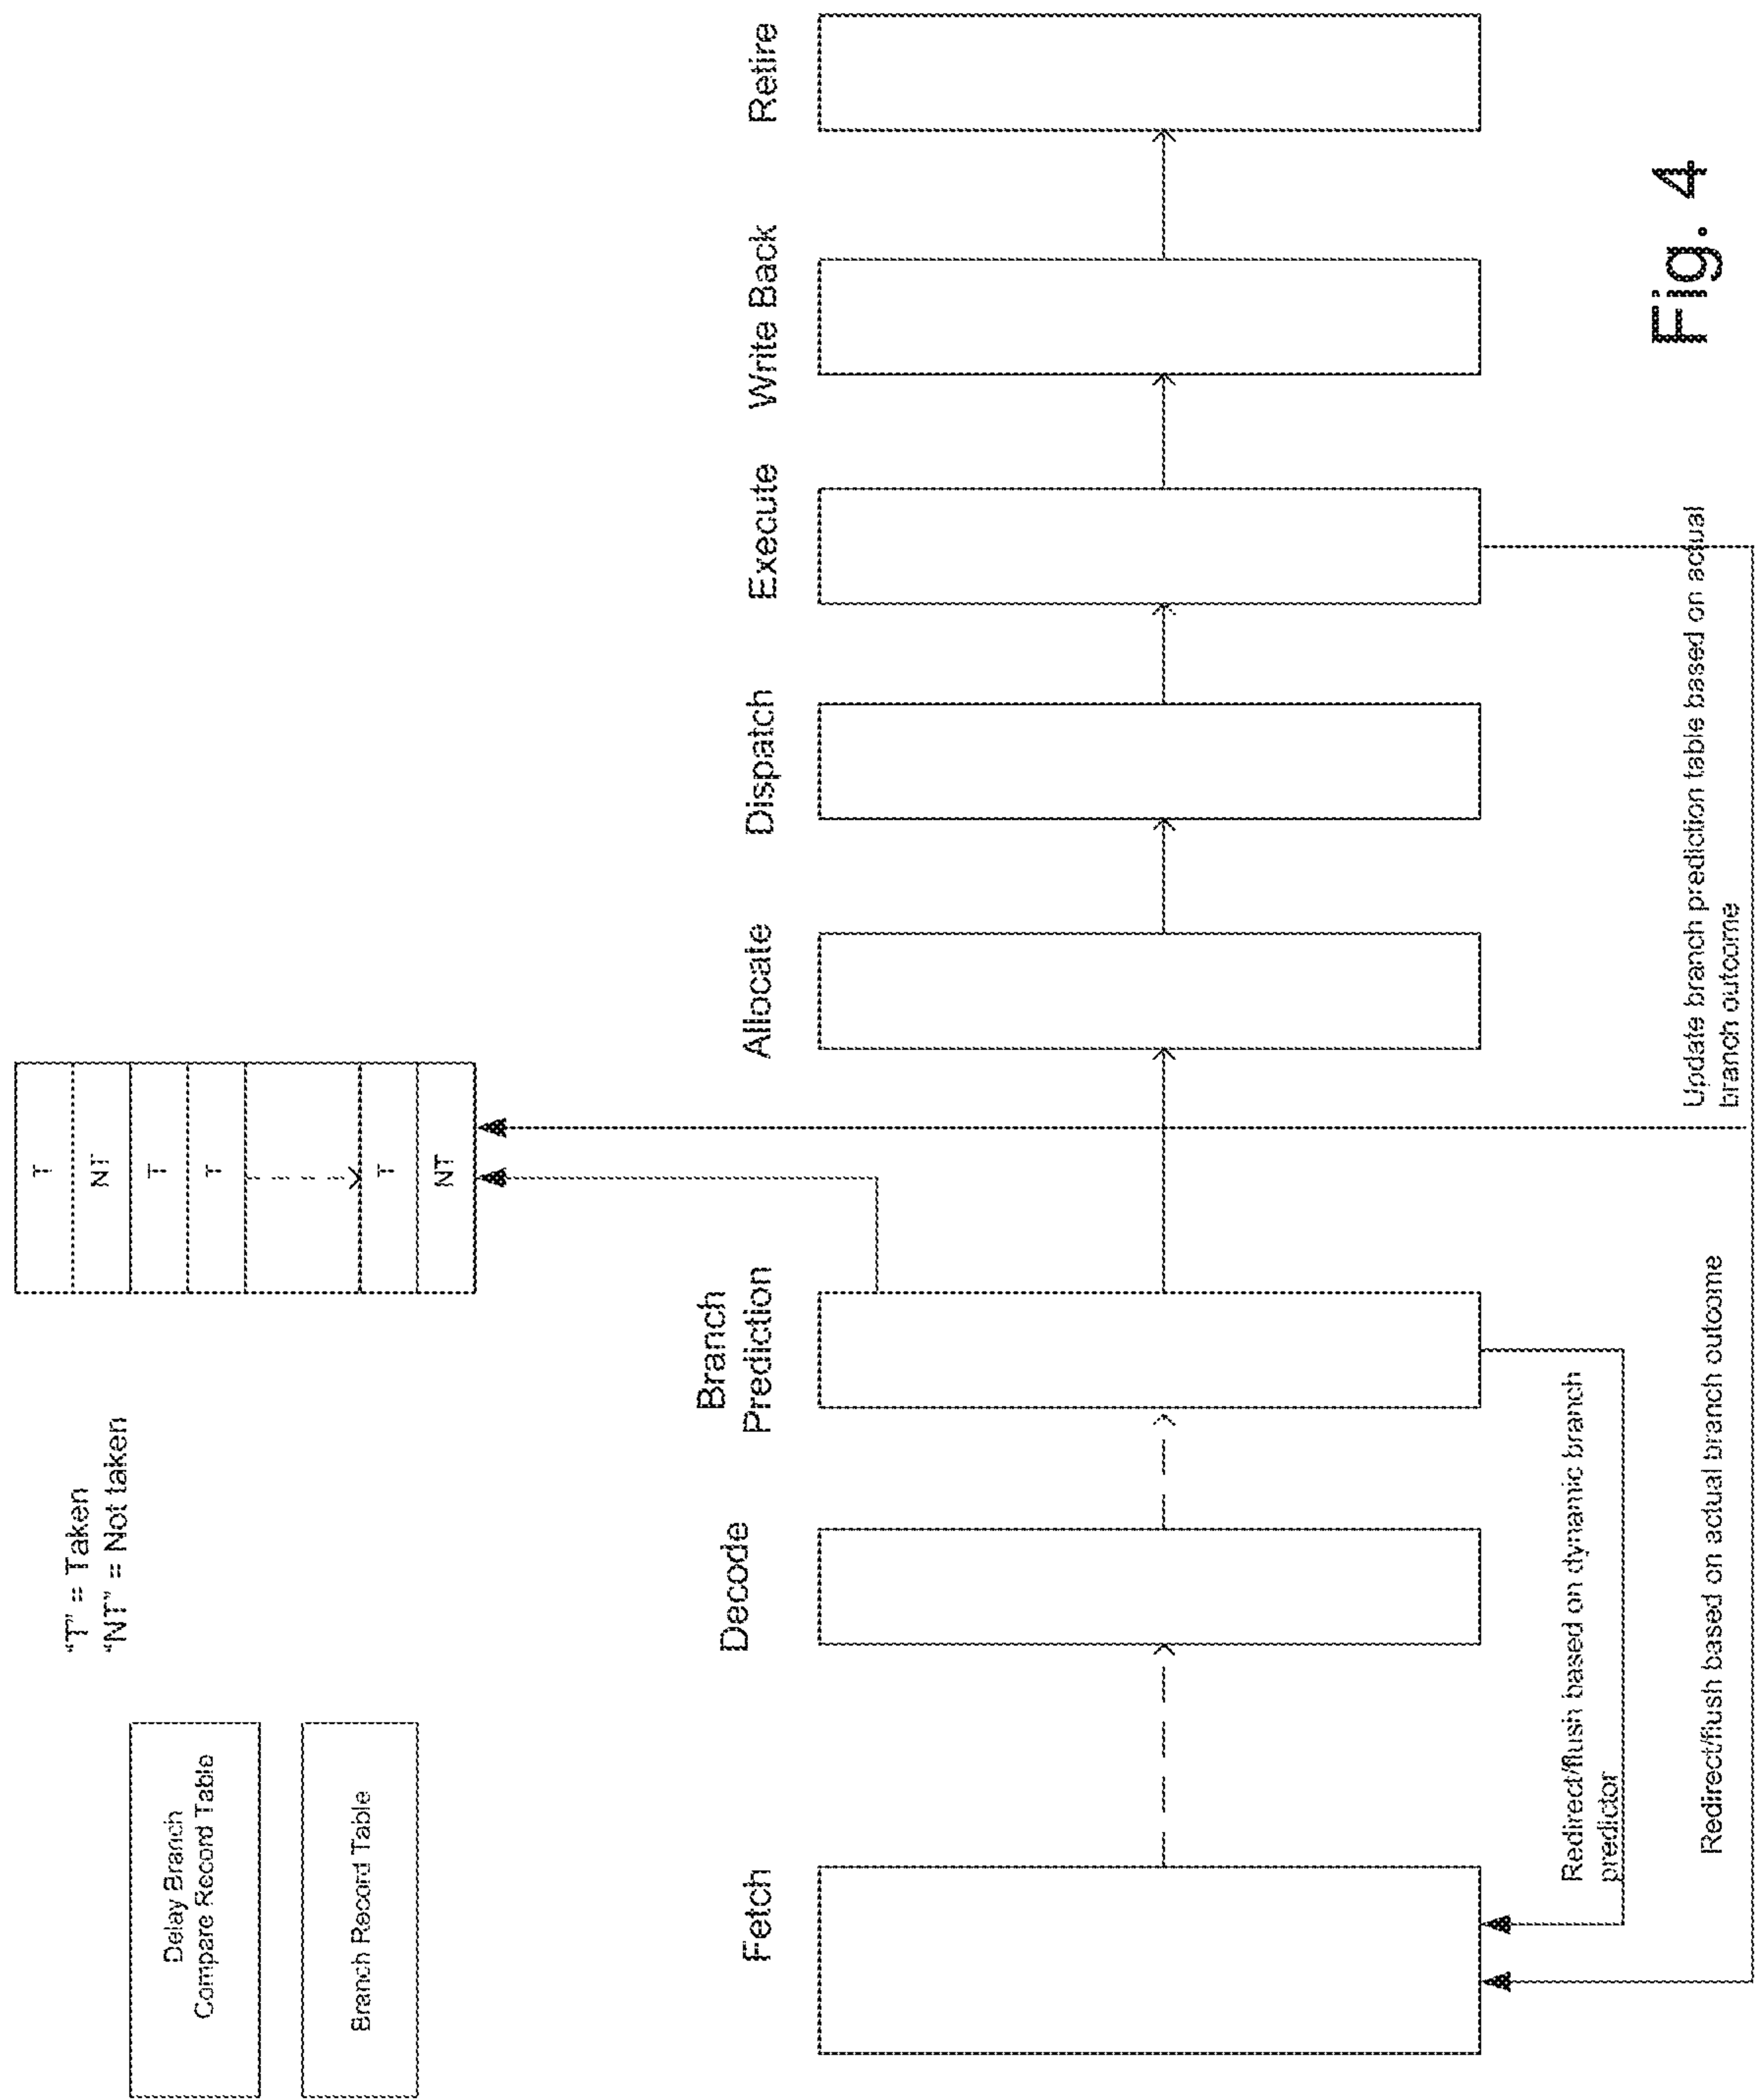 Delay Branch
Compare Record Table
Branch Record Table
"T" = Taken
"NT" = Not taken
T
NT
T
T
T
NT
Fetch
Decode
Branch
Prediction
Allocate
Dispatch
Execute
Write Back
Retire
Redirect/flush based on dynamic branch
predictor
Redirect/flush based on actual branch outcome
Update branch prediction table based on actual
branch outcome
Fig. 4